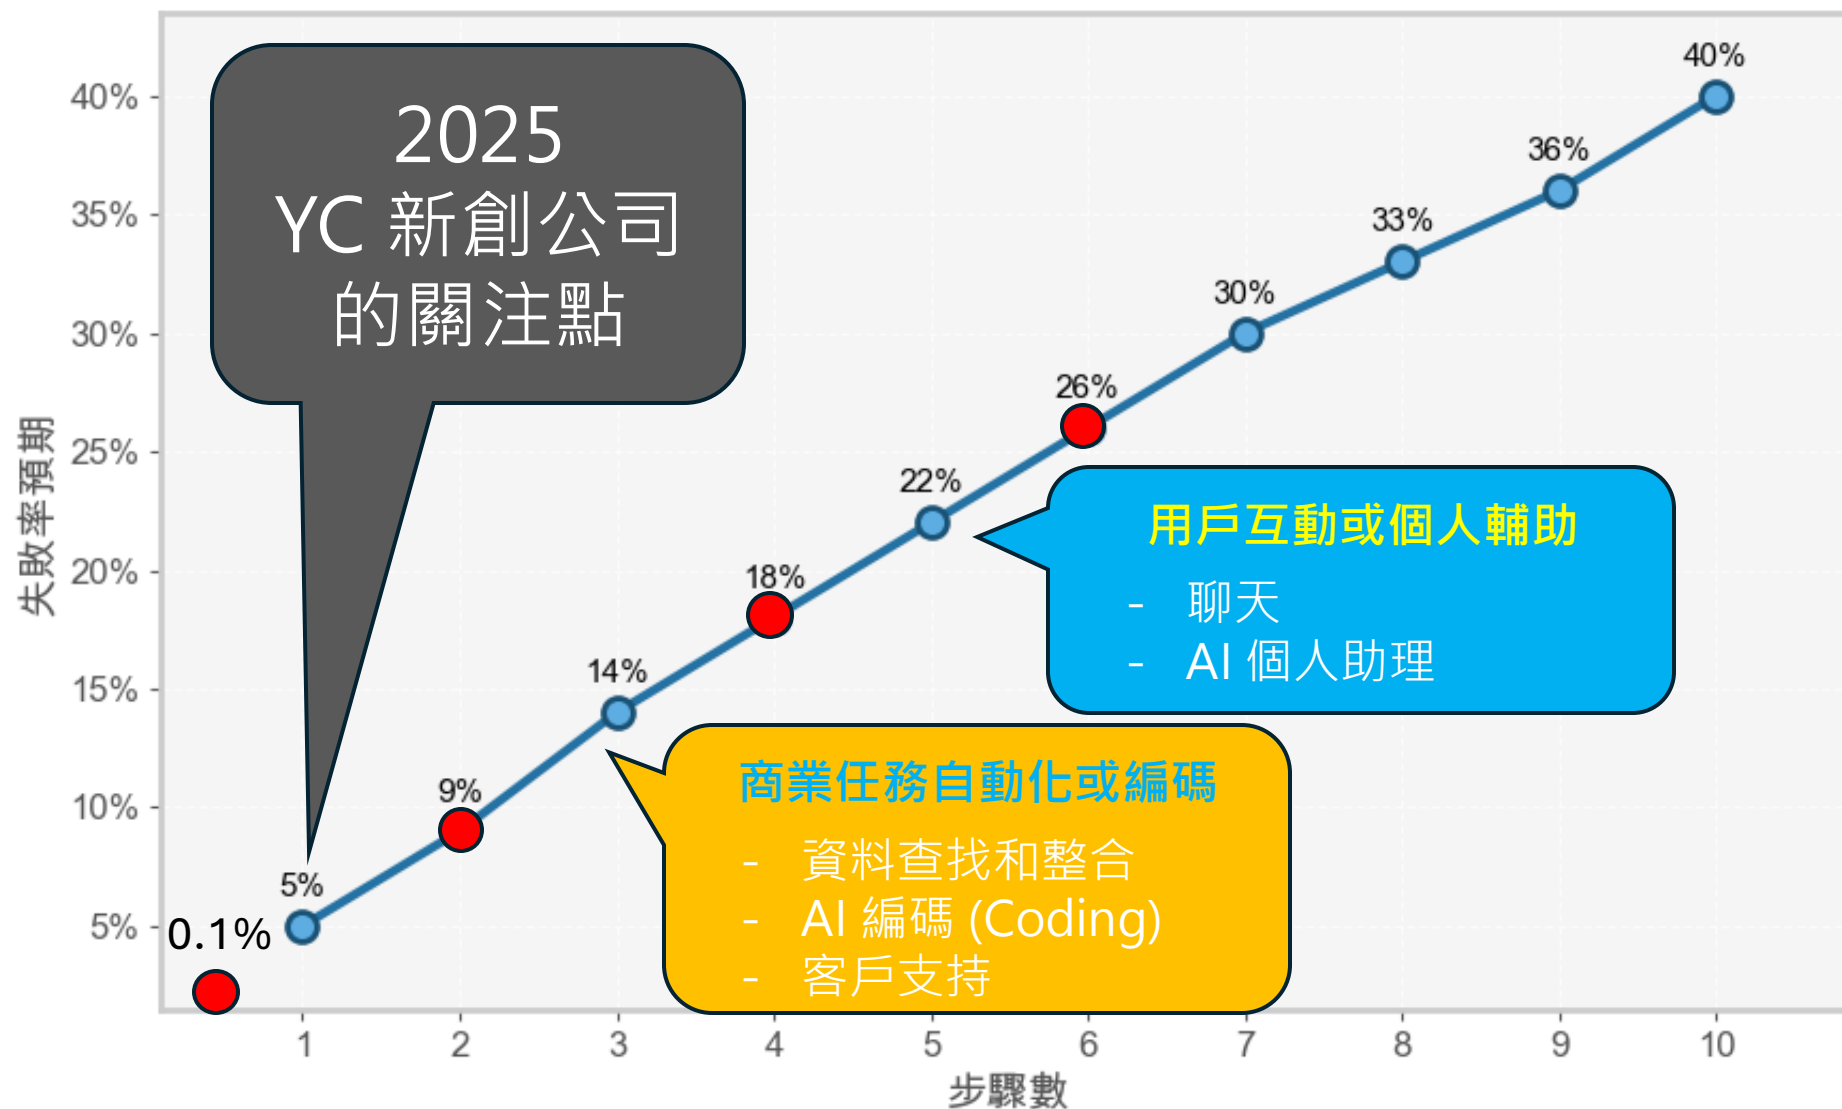 2025
YC 新創公司
的關注點
40%
36%
33%
30%
26%
22%
18%
14%
9%
5%
0.1%
用戶互動或個人輔助
- 聊天
- AI 個人助理
商業任務自動化或編碼
- 資料查找和整合
- AI 編碼 (Coding)
- 客戶支持
失敗率預期
40%
35%
30%
25%
20%
15%
10%
5%
1 2 3 4 5 6 7 8 9 10
步驟數